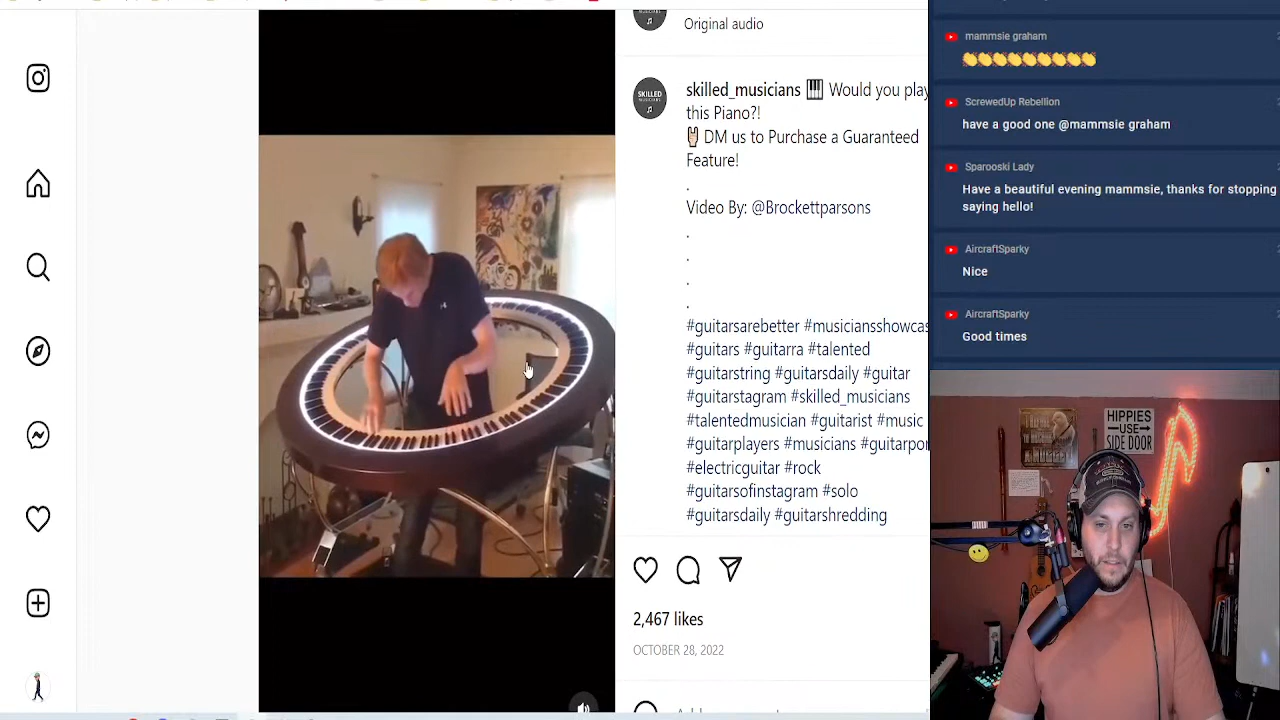 Original audio
skilled_musicians 🎹 Would you play
this Piano?!
🤘🏻 DM us to Purchase a Guaranteed
Feature!
.
Video By: @Brockettparsons
.
.
.
.
#guitarsarebetter #musiciansshowcas
#guitars #guitarra #talented
#guitarstring #guitarsdaily #guitar
#guitarstagram #skilled_musicians
#talentedmusician #guitarist #music
#guitarplayers #musicians #guitarpor
#electricguitar #rock
#guitarsofinstagram #solo
#guitarsdaily #guitarshredding
2,467 likes
OCTOBER 28, 2022
SKILLED
mammsie graham
👏👏👏👏👏👏👏👏👏
ScrewedUp Rebellion
have a good one @mammsie graham
Sparooski Lady
Have a beautiful evening mammsie, thanks for stopping
saying hello!
AircraftSparky
Nice
AircraftSparky
Good times
HIPPIES
USE
SIDE DOOR